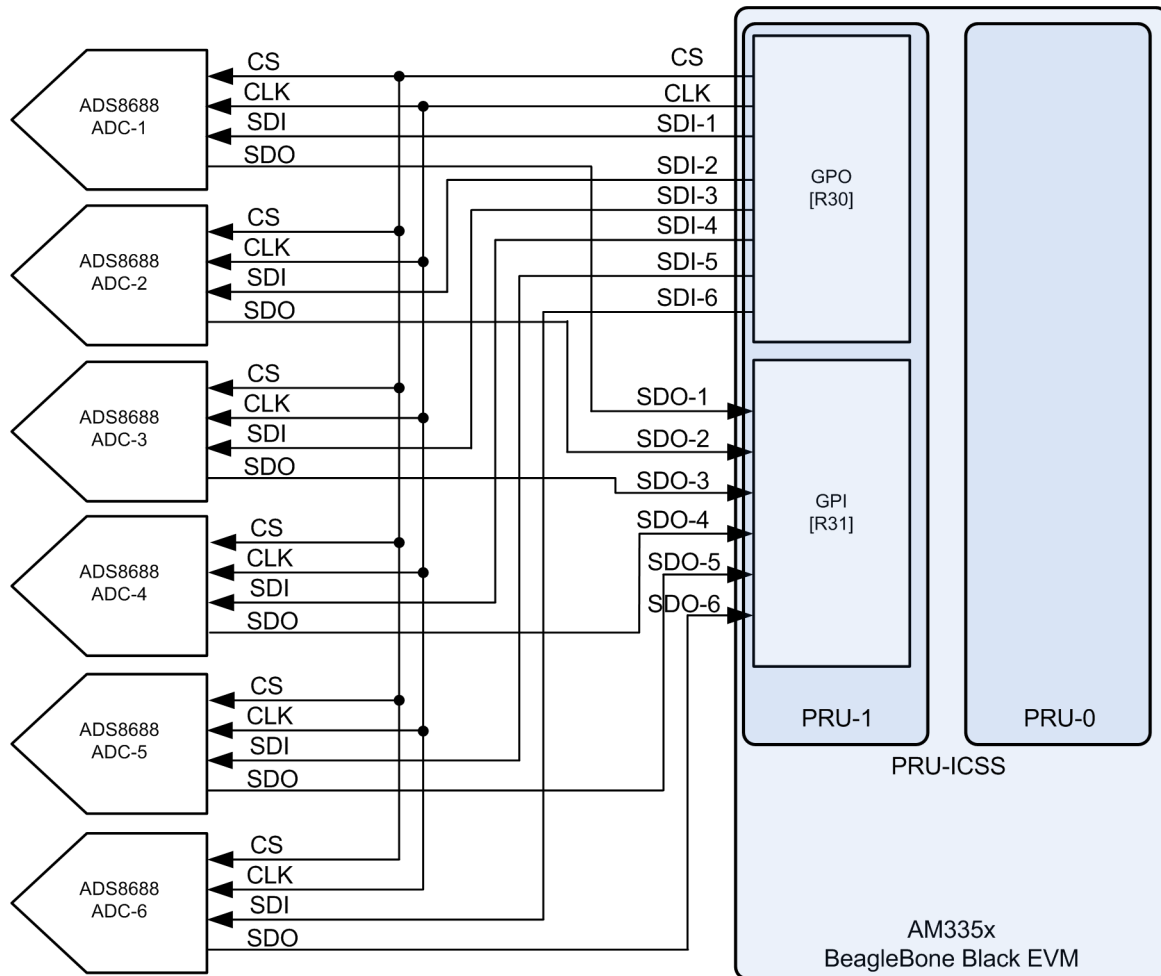 ADS8688
ADC-1
CS
CLK
SDI
SDO
ADS8688
ADC-2
CS
CLK
SDI
SDO
ADS8688
ADC-3
CS
CLK
SDI
SDO
ADS8688
ADC-4
CS
CLK
SDI
SDO
ADS8688
ADC-5
CS
CLK
SDI
SDO
ADS8688
ADC-6
CS
CLK
SDI
SDO
CS
CLK
SDI-1
SDI-2
SDI-3
SDI-4
SDI-5
SDI-6
SDO-1
SDO-2
SDO-3
SDO-4
SDO-5
SDO-6
GPO
[R30]
GPI
[R31]
PRU-1
PRU-0
PRU-ICSS
AM335x
BeagleBone Black EVM